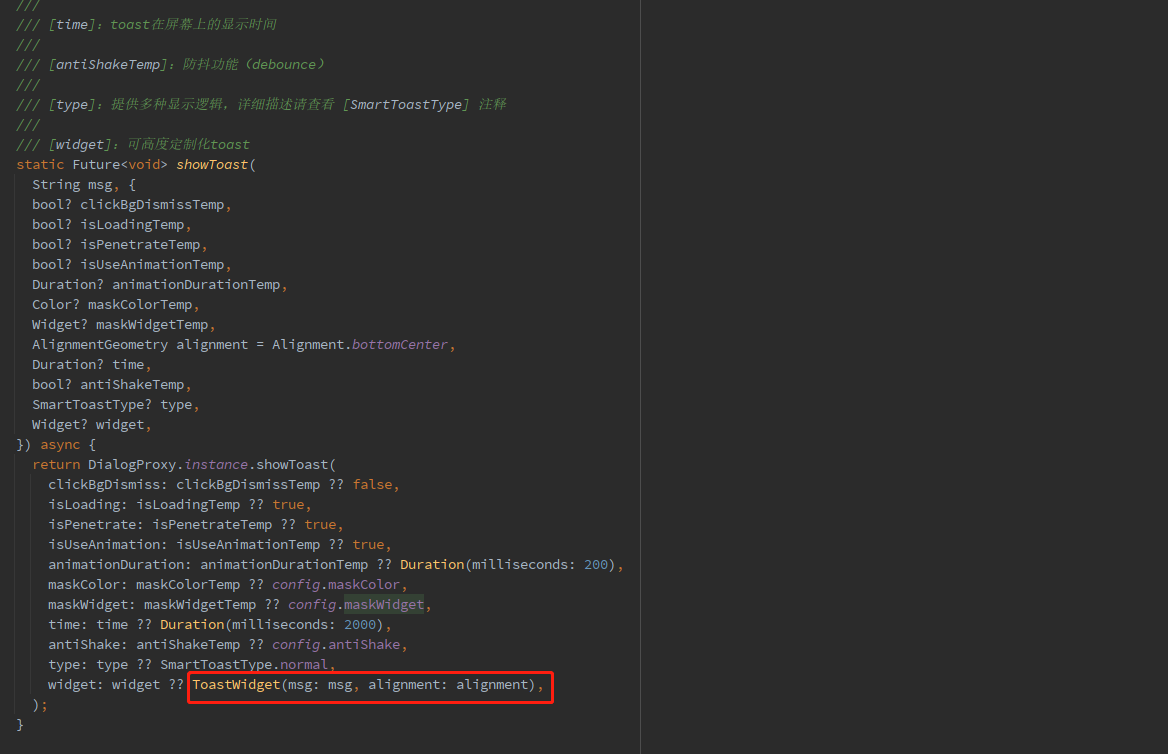 ///
/// [time]：toast在屏幕上的显示时间
///
/// [antiShakeTemp]：防抖功能（debounce）
///
/// [type]：提供多种显示逻辑，详细描述请查看 [SmartToastType] 注释
///
/// [widget]：可高度定制化toast
static Future<void> showToast(
String msg, {
bool? clickBgDismissTemp,
bool? isLoadingTemp,
bool? isPenetrateTemp,
bool? isUseAnimationTemp,
Duration? animationDurationTemp,
Color? maskColorTemp,
Widget? maskWidgetTemp,
AlignmentGeometry alignment = Alignment.bottomCenter,
Duration? time,
bool? antiShakeTemp,
SmartToastType? type,
Widget? widget,
}) async {
return DialogProxy.instance.showToast(
clickBgDismiss: clickBgDismissTemp ?? false,
isLoading: isLoadingTemp ?? true,
isPenetrate: isPenetrateTemp ?? true,
isUseAnimation: isUseAnimationTemp ?? true,
animationDuration: animationDurationTemp ?? Duration(milliseconds: 200),
maskColor: maskColorTemp ?? config.maskColor,
maskWidget: maskWidgetTemp ?? config.maskWidget,
time: time ?? Duration(milliseconds: 2000),
antiShake: antiShakeTemp ?? config.antiShake,
type: type ?? SmartToastType.normal,
widget: widget ?? ToastWidget(msg: msg, alignment: alignment),
);
}